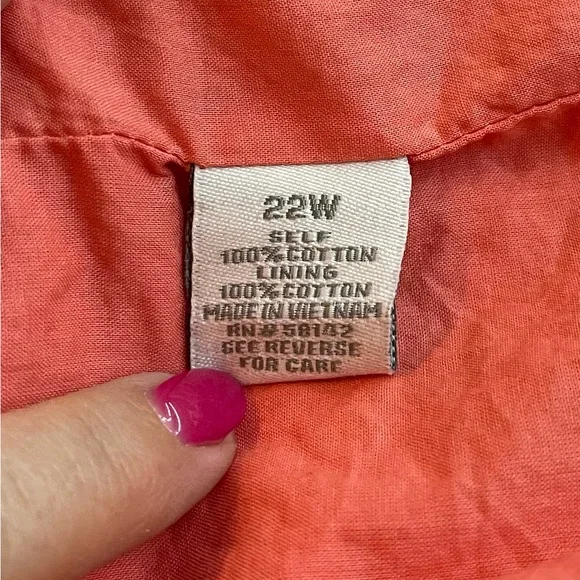 22W
SELF
100% COTTON
LINING
100% COTTON
MADE IN VIETNAM
RN# 58142
SEE REVERSE
FOR CARE